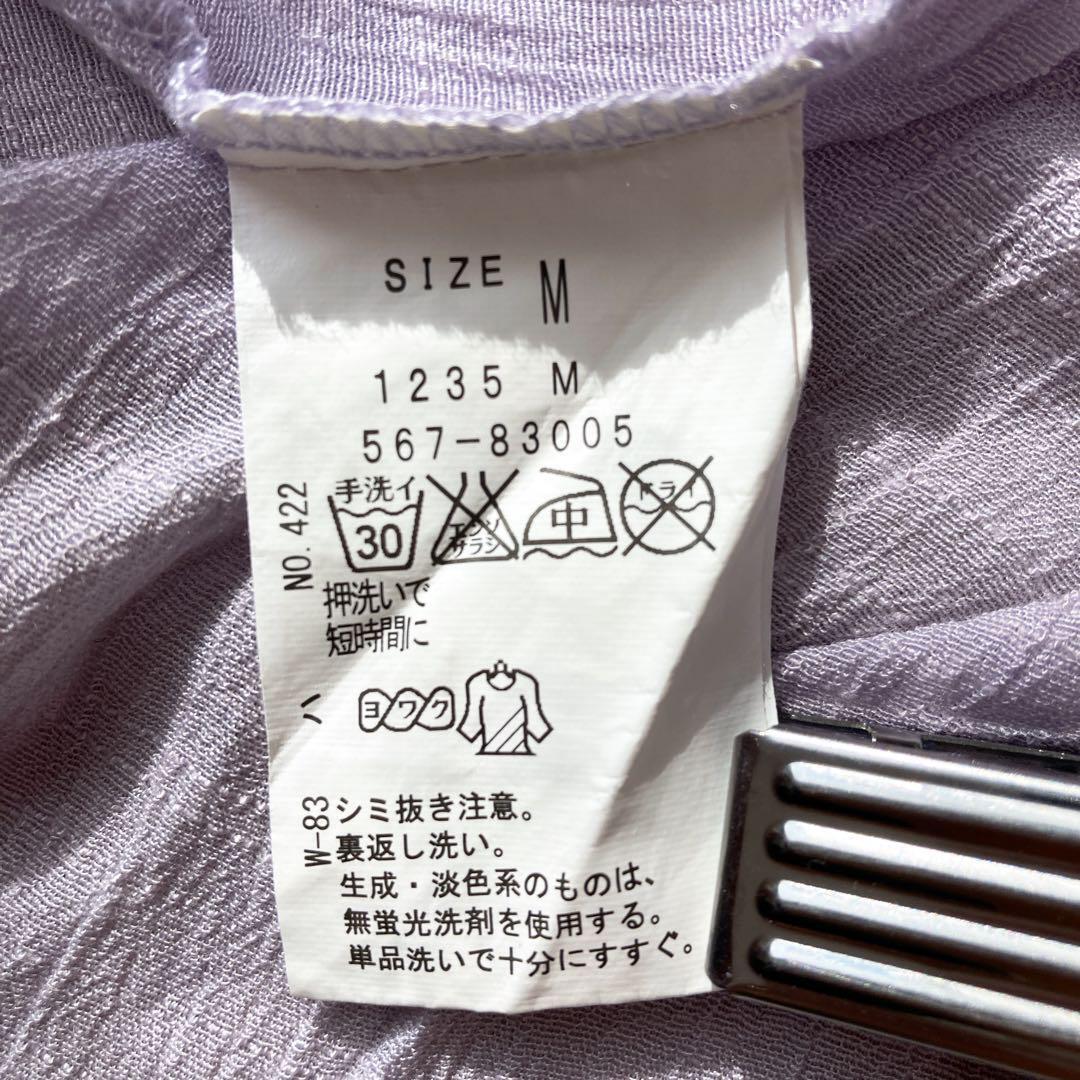 SIZE M
1235 M
567-83005
手洗イ
30
エンソ
サラシ
中
ドライ
NO. 422
押洗いで
短時間に
ハ
ヨワク
W-83
シミ抜き注意。
裏返し洗い。
生成・淡色系のものは、
無蛍光洗剤を使用する。
単品洗いで十分にすすぐ。